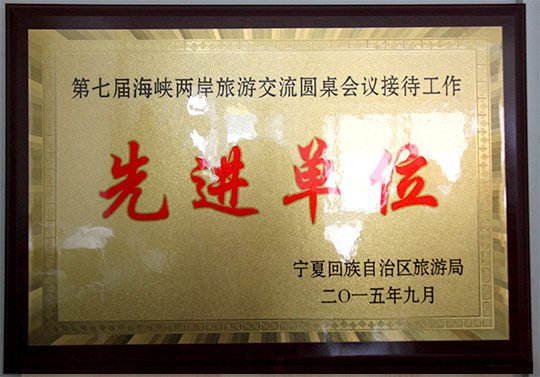 第七届海峡两岸旅游交流圆桌会议接待工作
先进单位
宁夏回族自治区旅游局
二〇一五年九月